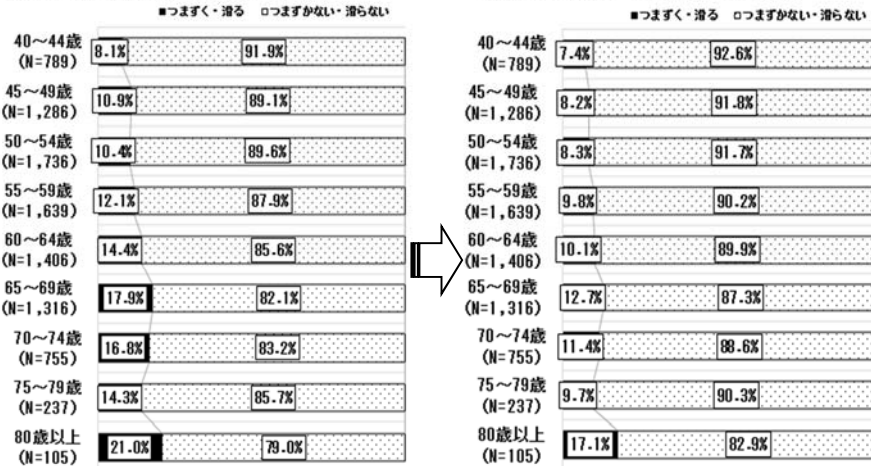 ■つまずく・滑る □つまずかない・滑らない
40～44歳
(N=789)
8.1% 91.9%
45～49歳
(N=1,286)
10.9% 89.1%
50～54歳
(N=1,736)
10.4% 89.6%
55～59歳
(N=1,639)
12.1% 87.9%
60～64歳
(N=1,406)
14.4% 85.6%
65～69歳
(N=1,316)
17.9% 82.1%
70～74歳
(N=755)
16.8% 83.2%
75～79歳
(N=237)
14.3% 85.7%
80歳以上
(N=105)
21.0% 79.0%
■つまずく・滑る □つまずかない・滑らない
40～44歳
(N=789)
7.4% 92.6%
45～49歳
(N=1,286)
8.2% 91.8%
50～54歳
(N=1,736)
8.3% 91.7%
55～59歳
(N=1,639)
9.8% 90.2%
60～64歳
(N=1,406)
10.1% 89.9%
65～69歳
(N=1,316)
12.7% 87.3%
70～74歳
(N=755)
11.4% 88.6%
75～79歳
(N=237)
9.7% 90.3%
80歳以上
(N=105)
17.1% 82.9%